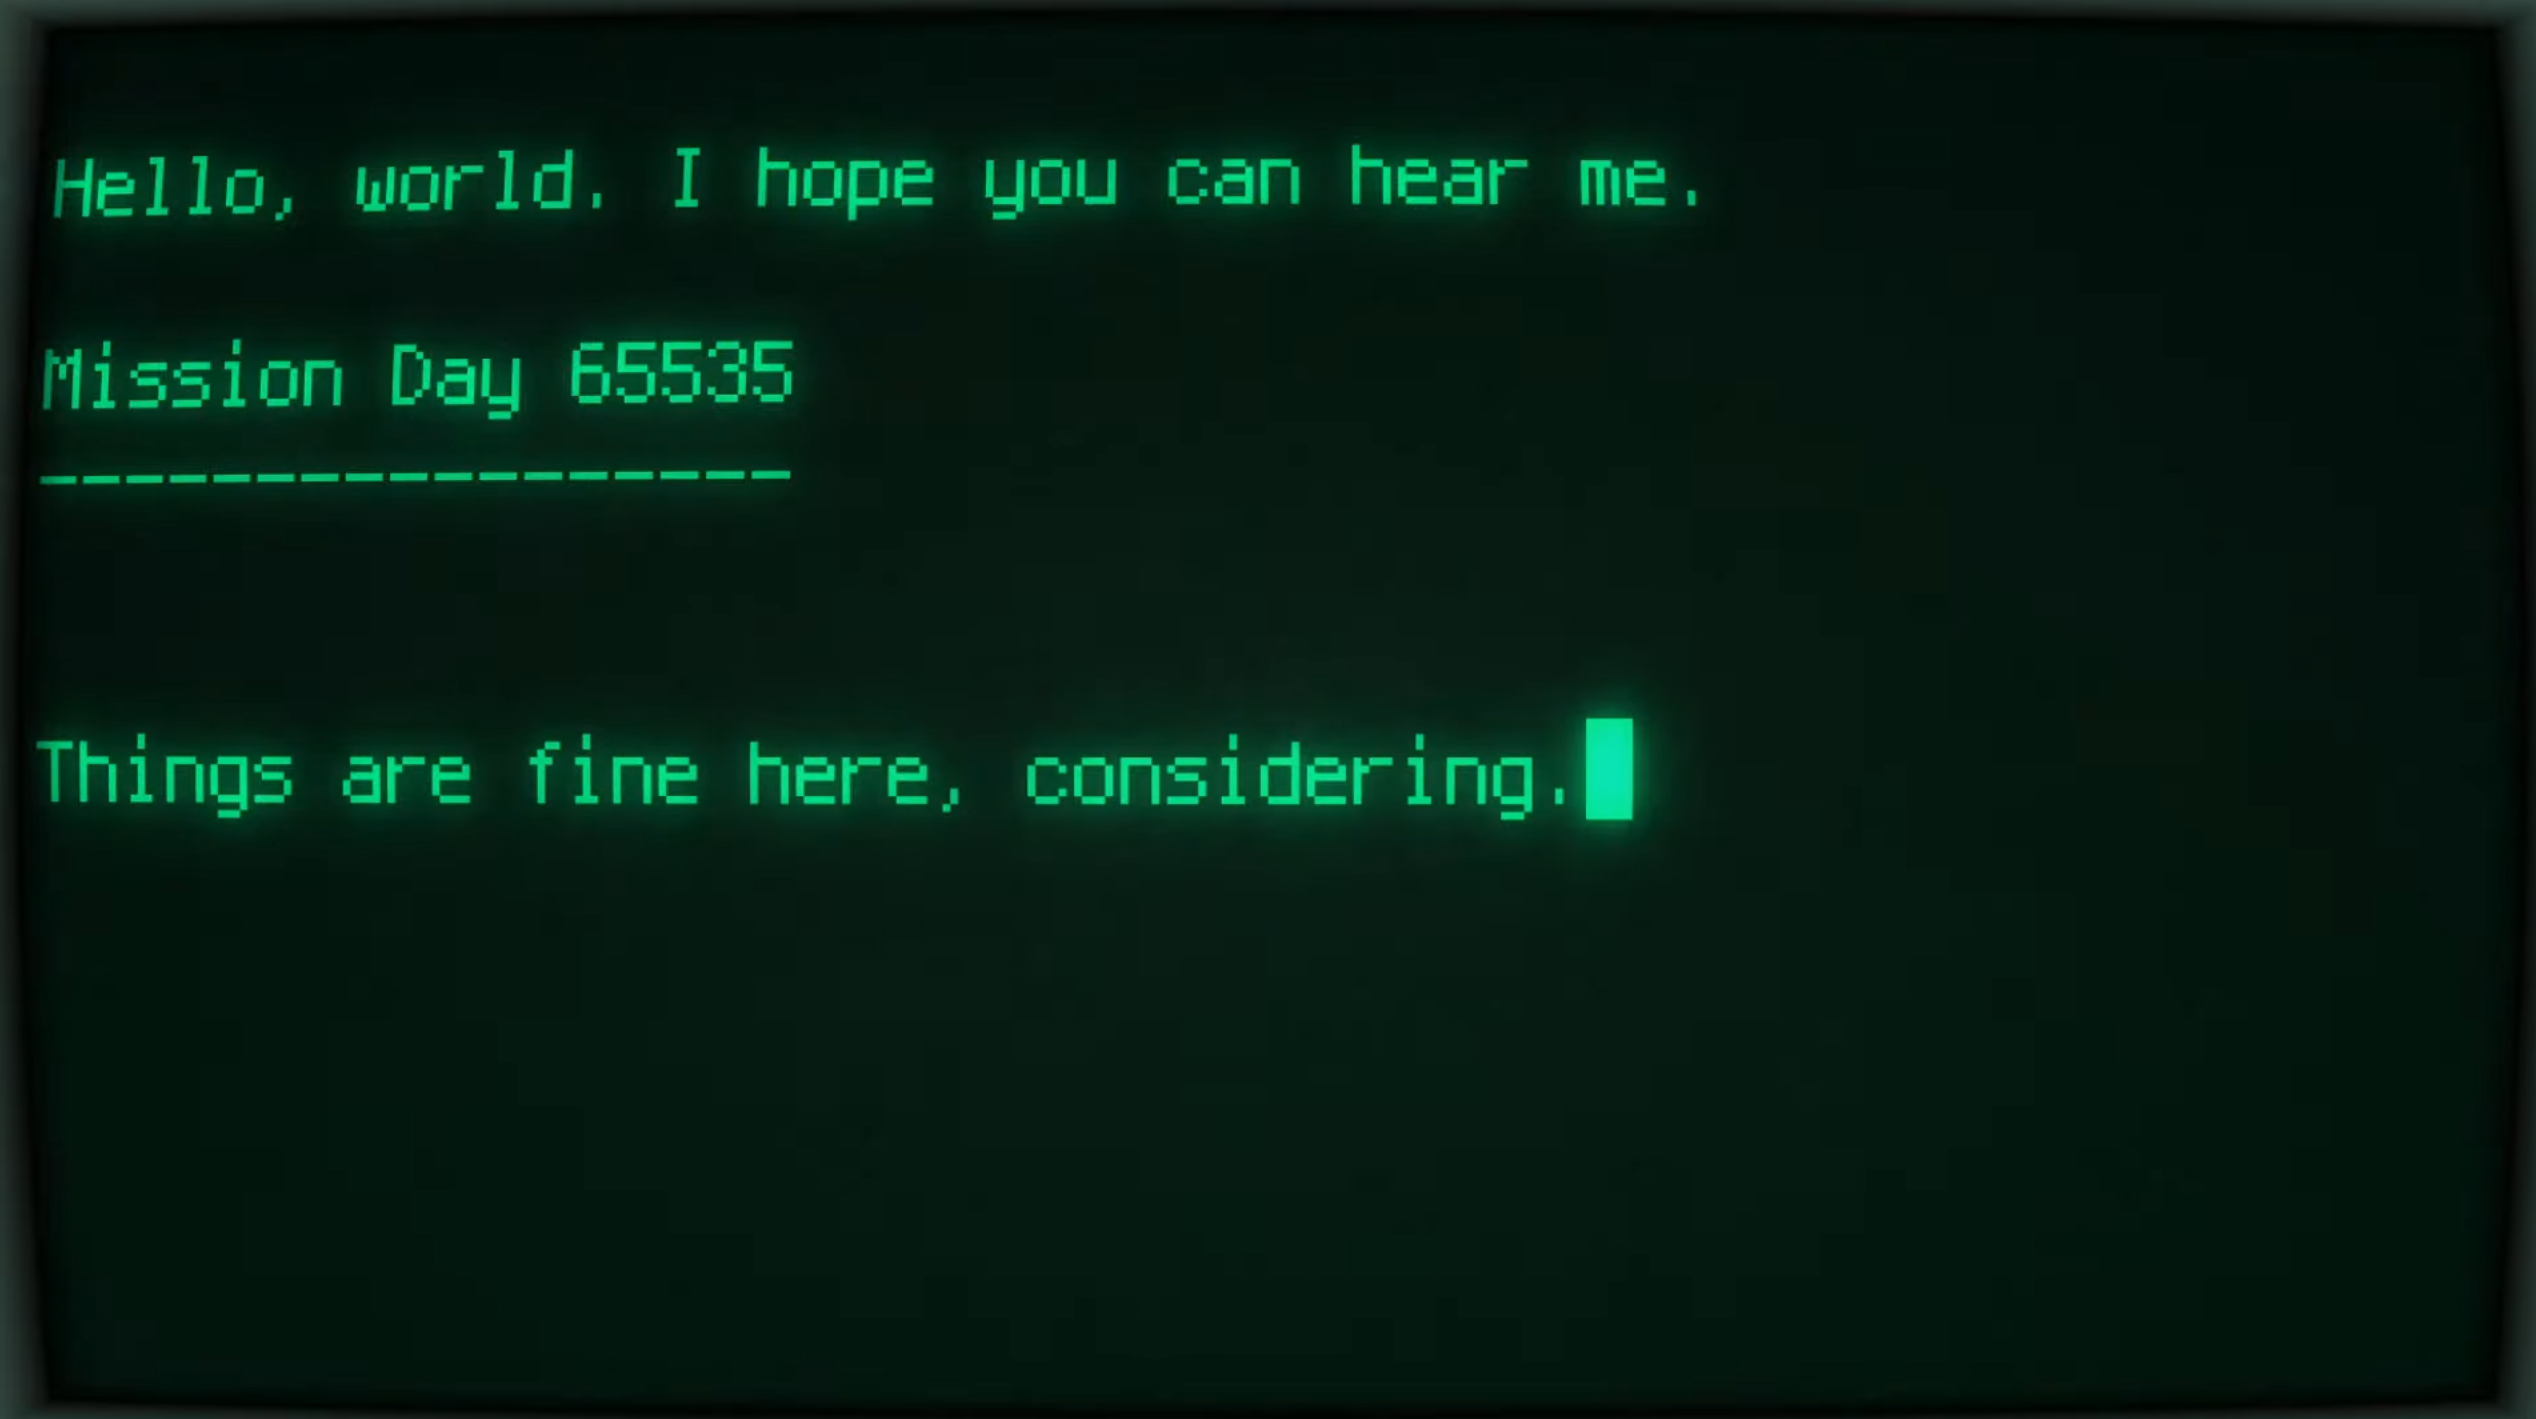 Hello, world. I hope you can hear me.
Mission Day 65535
-----------------
Things are fine here, considering.